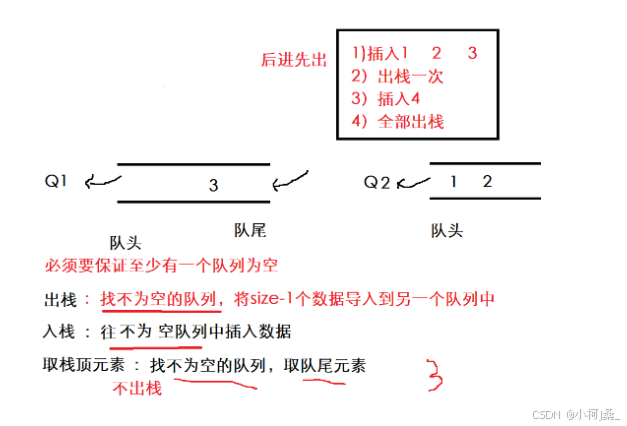 后进先出
1)插入1 2 3
2）出栈一次
3）插入4
4）全部出栈
Q1 3 Q2 1 2
队头 队尾 队头
必须要保证至少有一个队列为空
出栈 ： 找不为空的队列，将size-1个数据导入到另一个队列中
入栈 ： 往不为 空队列中插入数据
取栈顶元素 ： 找不为空的队列，取队尾元素 3
不出栈